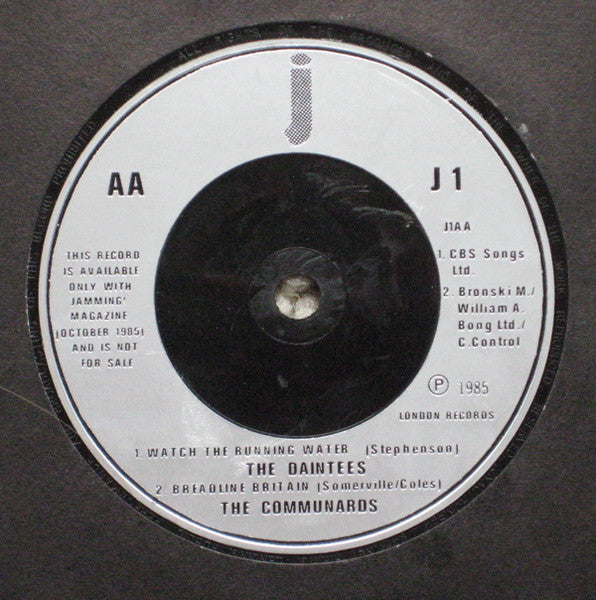 j
AA
J 1
THIS RECORD
IS AVAILABLE
ONLY WITH
JAMMING'
MAGAZINE
(OCTOBER 1985)
AND IS NOT
FOR SALE
J1AA
1. CBS Songs
Ltd.
2. Bronski M./
William A.
Bong Ltd./
C.Control
℗ 1985
LONDON RECORDS
1. WATCH THE RUNNING WATER (Stephenson)
THE DAINTEES
2. BREADLINE BRITAIN (Somerville/Coles)
THE COMMUNARDS